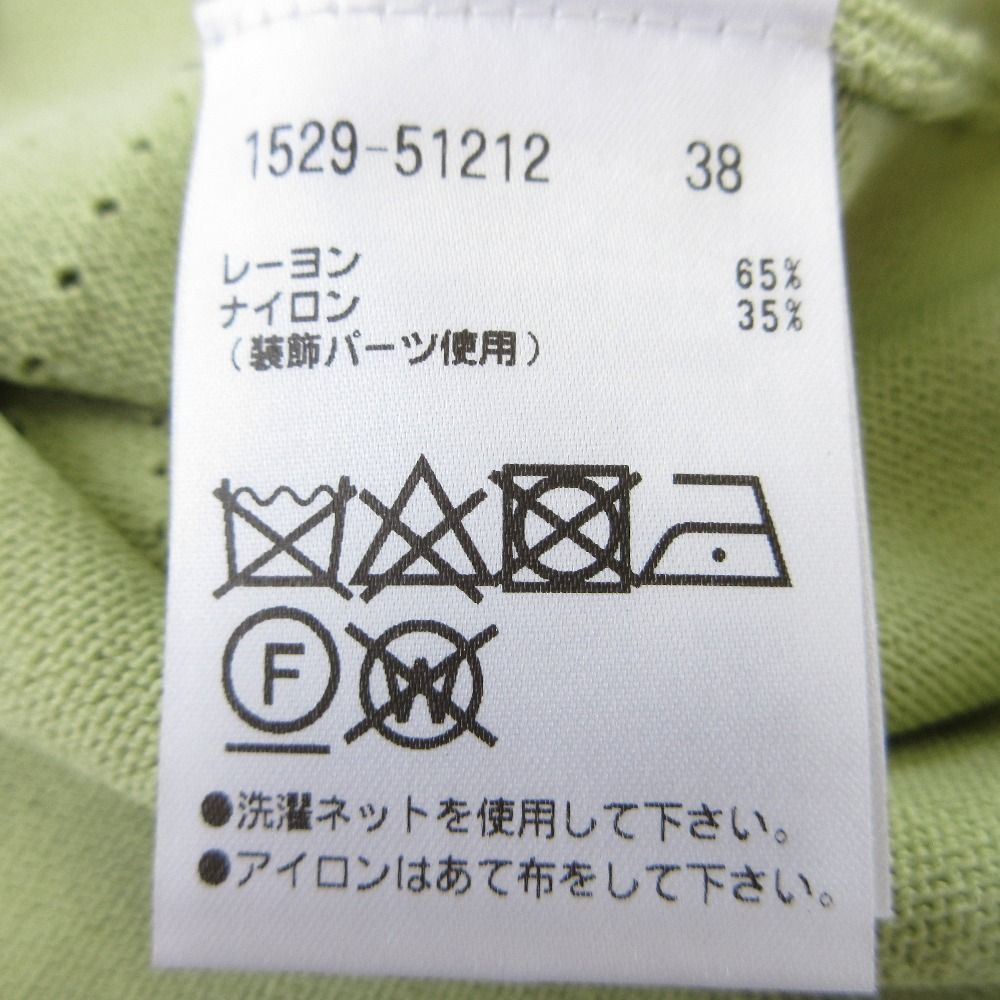 1529-51212 38
レーヨン 65%
ナイロン 35%
(装飾パーツ使用)
F W
●洗濯ネットを使用して下さい。
●アイロンはあて布をして下さい。